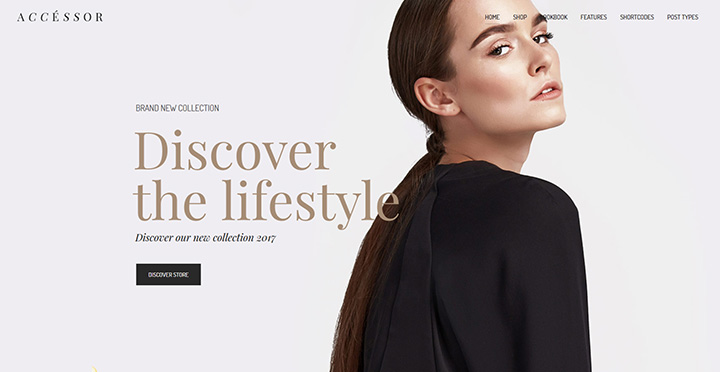 ACCÉSSOR
HOME SHOP LOOKBOOK FEATURES SHORTCODES POST TYPES
BRAND NEW COLLECTION
Discover
the lifestyle
Discover our new collection 2017
DISCOVER STORE